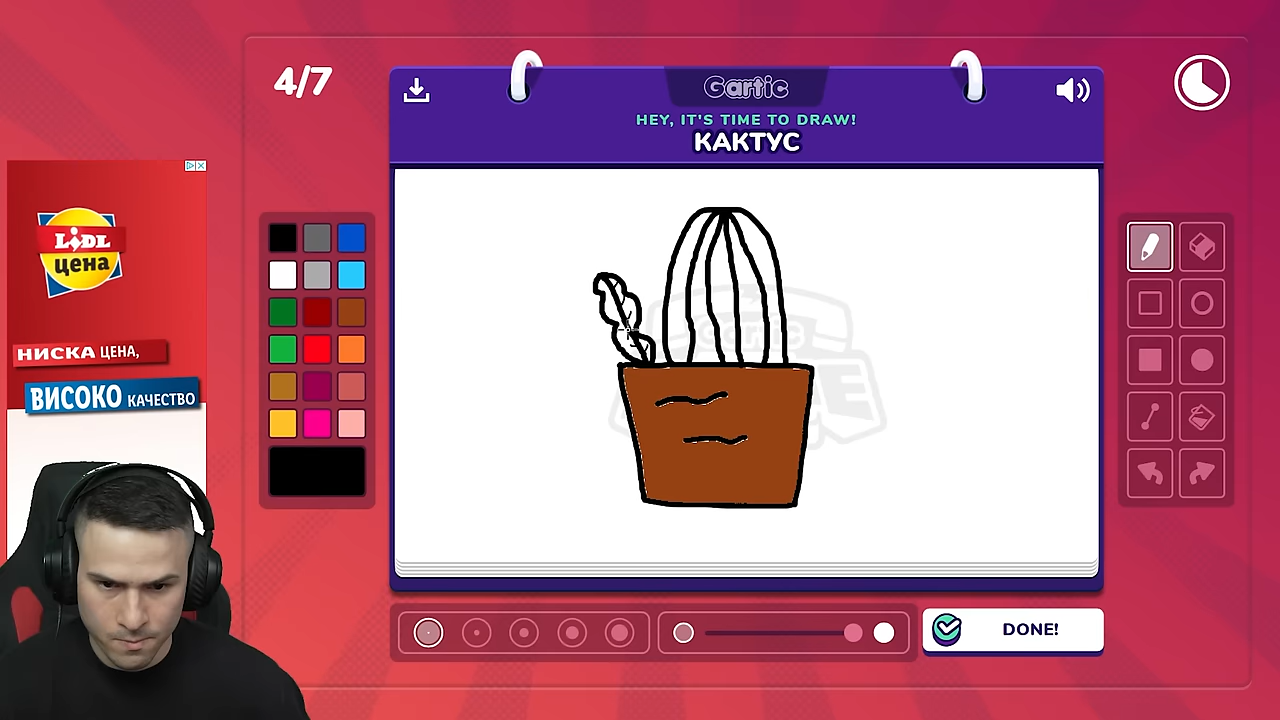 4/7
Gartic
HEY, IT'S TIME TO DRAW!
КАКТУС
LIDL
цена
НИСКА ЦЕНА,
ВИСОКО КАЧЕСТВО
DONE!